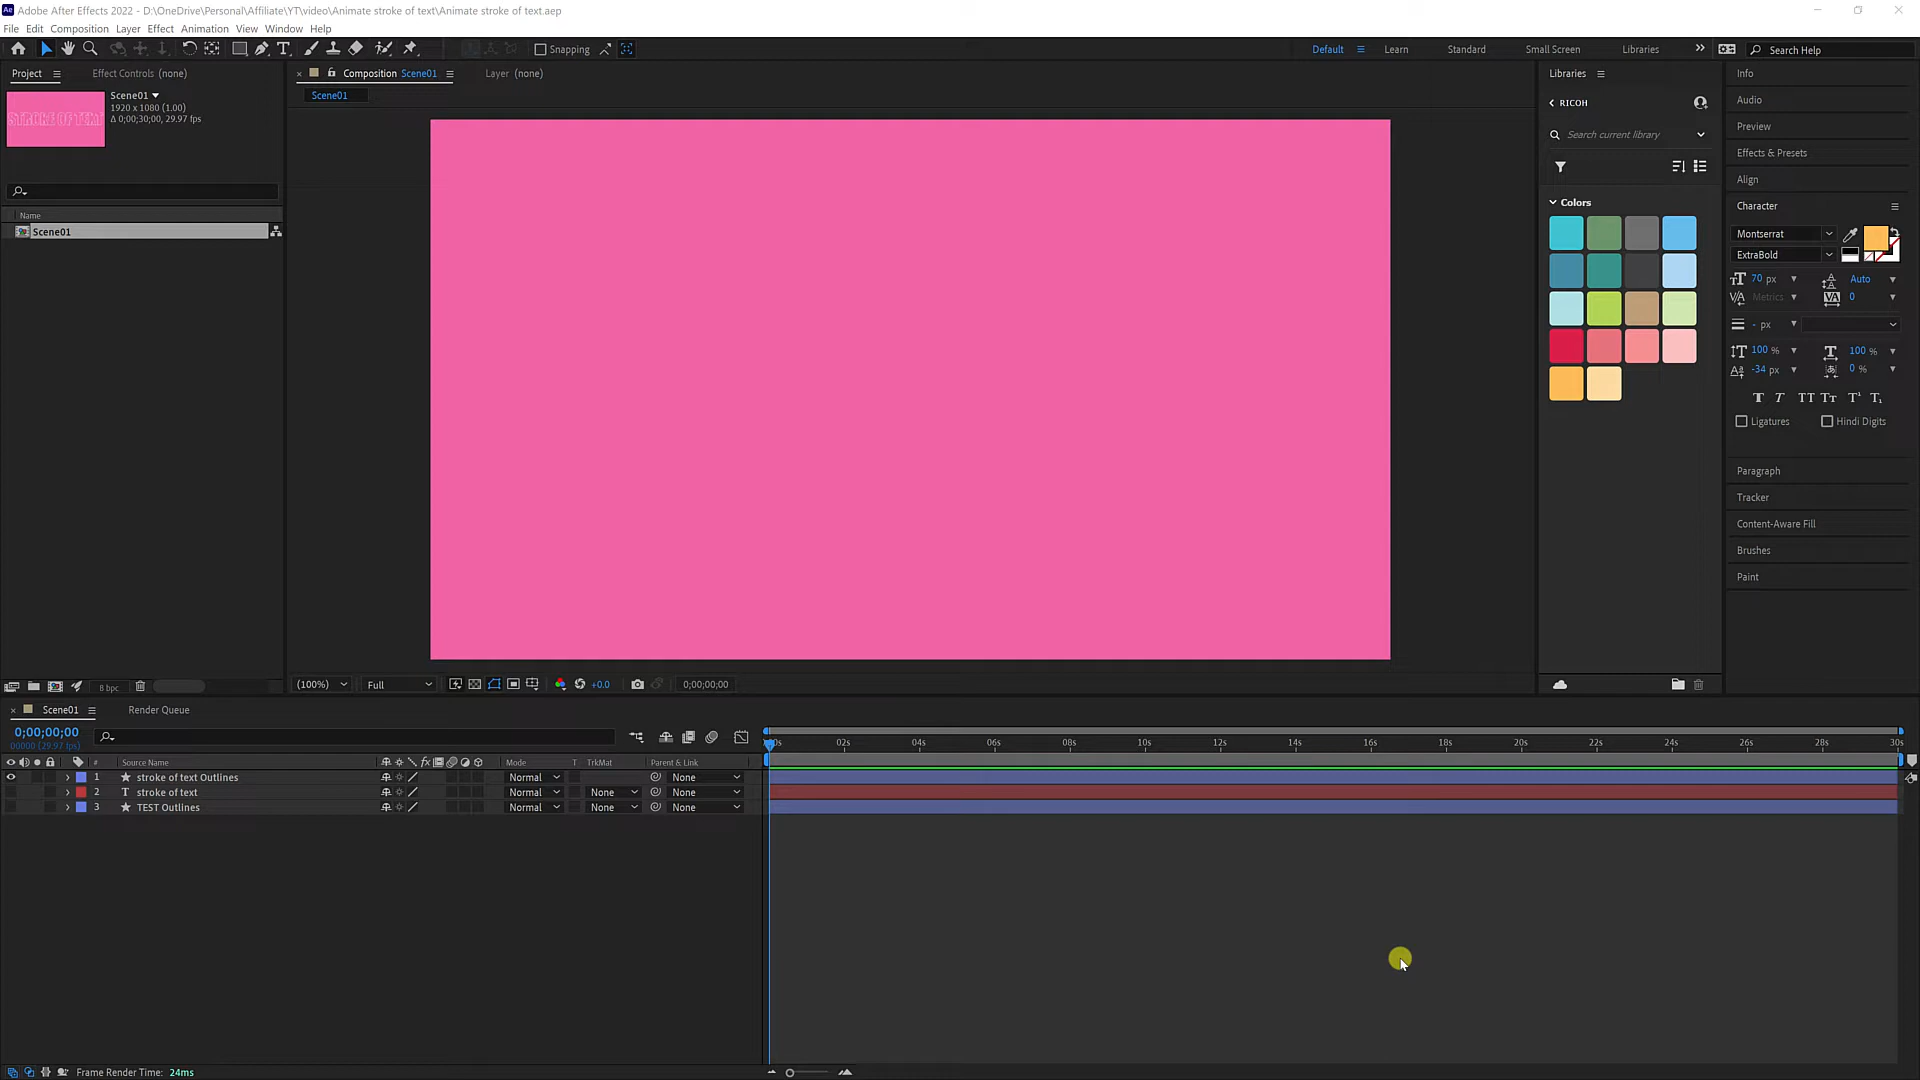 Adobe After Effects 2022 - D:\OneDrive\Personal\Affiliate\YT\video\Animate stroke of text\Animate stroke of text.aep
File Edit Composition Layer Effect Animation View Window Help
Snapping
Default Learn Standard Small Screen Libraries Search Help
Project Effect Controls (none)
Composition Scene01 Layer (none)
Scene01
Scene01
1920 x 1080 (1.00)
Δ 0;00;30;00, 29.97 fps
STROKE OF TEXT
Name
Scene01
Libraries
RICOH
Search current library
Colors
Info
Audio
Preview
Effects & Presets
Align
Character
Montserrat
ExtraBold
70 px Auto
Metrics 0
- px
100 % 100 %
-34 px 0 %
Ligatures Hindi Digits
Paragraph
Tracker
Content-Aware Fill
Brushes
Paint
8 bpc
(100%) Full +0.0 0;00;00;00
Scene01 Render Queue
0;00;00;00
00000 (29.97 fps)
02s 04s 06s 08s 10s 12s 14s 16s 18s 20s 22s 24s 26s 28s 30s
# Source Name Mode T TrkMat Parent & Link
1 stroke of text Outlines Normal None
2 stroke of text Normal None None
3 TEST Outlines Normal None None
Frame Render Time: 24ms